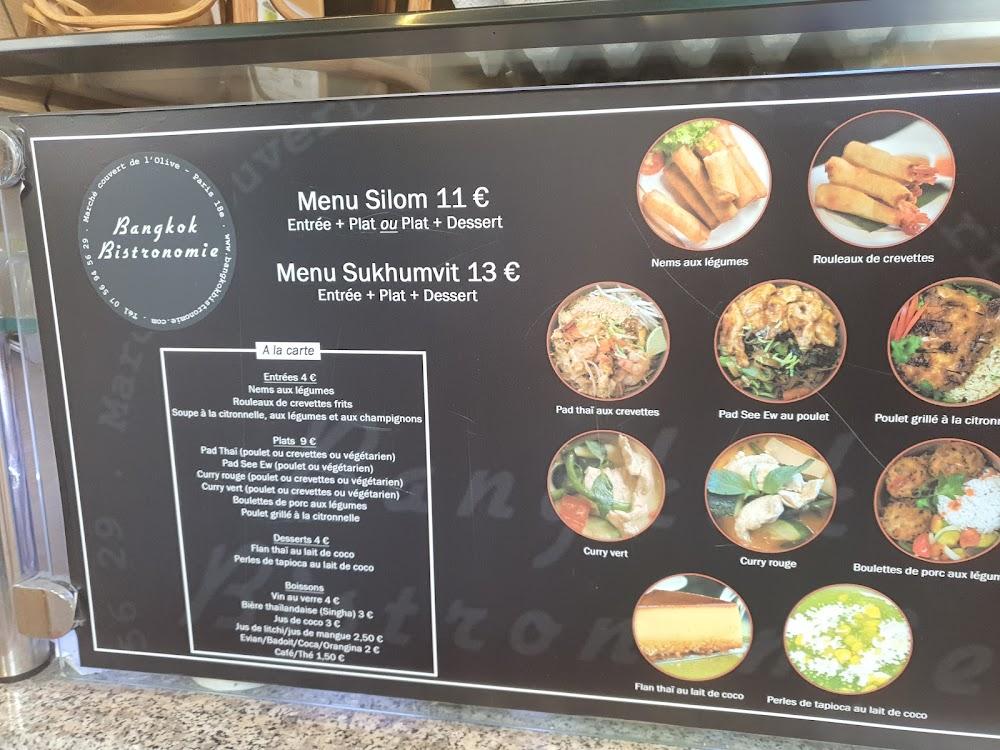 Marché couvert de l'Olive - Paris 18e - www.bangkokbistronomie.com - Tél. 07 56 94 56 29 -
Bangkok
Bistronomie
Menu Silom 11 €
Entrée + Plat ou Plat + Dessert
Menu Sukhumvit 13 €
Entrée + Plat + Dessert
A la carte
Entrées 4 €
Nems aux légumes
Rouleaux de crevettes frits
Soupe à la citronnelle, aux légumes et aux champignons
Plats 9 €
Pad Thaï (poulet ou crevettes ou végétarien)
Pad See Ew (poulet ou végétarien)
Curry rouge (poulet ou crevettes ou végétarien)
Curry vert (poulet ou crevettes ou végétarien)
Boulettes de porc aux légumes
Poulet grillé à la citronnelle
Desserts 4 €
Flan thaï au lait de coco
Perles de tapioca au lait de coco
Boissons
Vin au verre 4 €
Bière thaïlandaise (Singha) 3 €
Jus de coco 3 €
Jus de litchi/jus de mangue 2,50 €
Evian/Badoit/Coca/Orangina 2 €
Café/Thé 1,50 €
Nems aux légumes
Rouleaux de crevettes
Pad thaï aux crevettes
Pad See Ew au poulet
Poulet grillé à la citronn
Curry vert
Curry rouge
Boulettes de porc aux légum
Flan thaï au lait de coco
Perles de tapioca au lait de coco